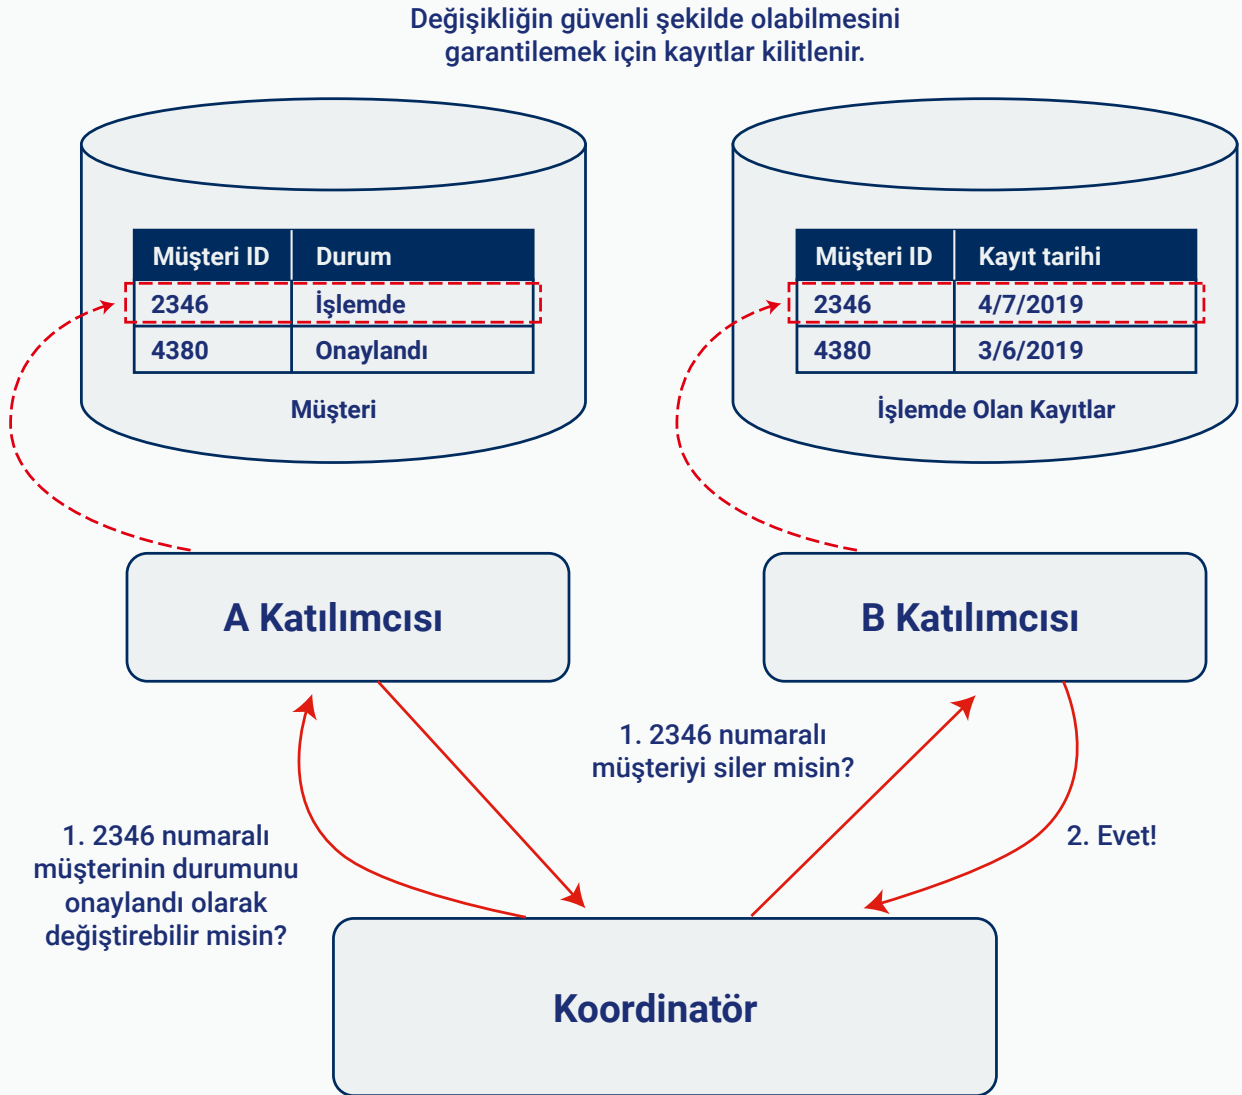 Değişikliğin güvenli şekilde olabilmesini
garantilemek için kayıtlar kilitlenir.
Müşteri ID Durum
2346 İşlemde
4380 Onaylandı
Müşteri
Müşteri ID Kayıt tarihi
2346 4/7/2019
4380 3/6/2019
İşlemde Olan Kayıtlar
A Katılımcısı
B Katılımcısı
1. 2346 numaralı
müşterinin durumunu
onaylandı olarak
değiştirebilir misin?
1. 2346 numaralı
müşteriyi siler misin?
2. Evet!
Koordinatör